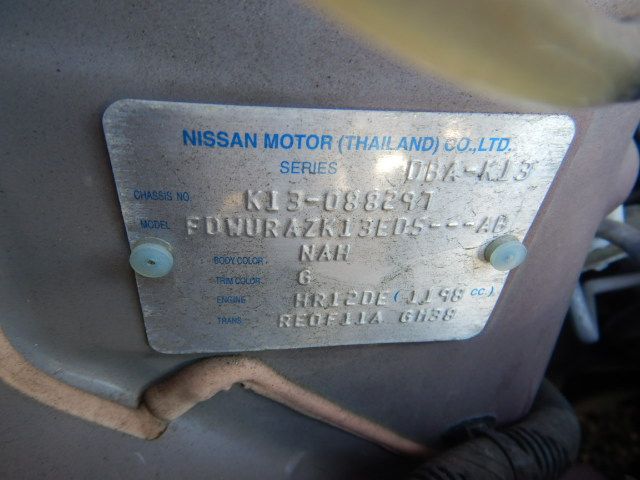 NISSAN MOTOR (THAILAND) CO.,LTD.
SERIES DBA-K13
CHASSIS NO K13-088297
MODEL FDWURAZK13EDS---AB
BODY COLOR NAH
TRIM COLOR G
ENGINE HR12DE (1198 CC)
TRANS RE0F11A GM38